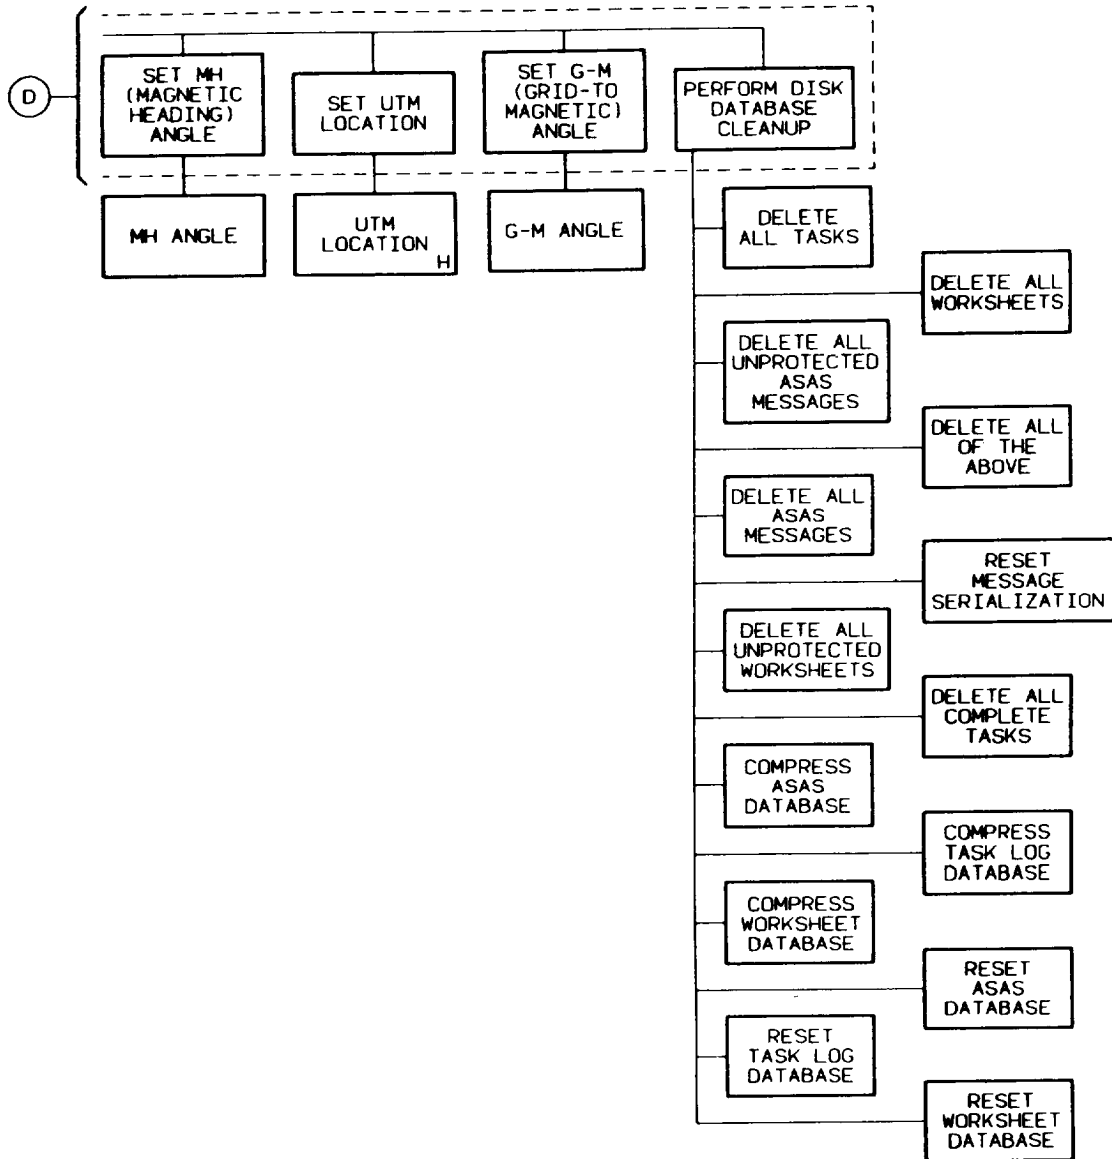 D
SET MH
(MAGNETIC
HEADING)
ANGLE
SET UTM
LOCATION
SET G-M
(GRID-TO
MAGNETIC)
ANGLE
PERFORM DISK
DATABASE
CLEANUP
MH ANGLE
UTM
LOCATION
H
G-M ANGLE
DELETE
ALL TASKS
DELETE ALL
WORKSHEETS
DELETE ALL
UNPROTECTED
ASAS
MESSAGES
DELETE ALL
OF THE
ABOVE
DELETE ALL
ASAS
MESSAGES
RESET
MESSAGE
SERIALIZATION
DELETE ALL
UNPROTECTED
WORKSHEETS
DELETE ALL
COMPLETE
TASKS
COMPRESS
ASAS
DATABASE
COMPRESS
TASK LOG
DATABASE
COMPRESS
WORKSHEET
DATABASE
RESET
ASAS
DATABASE
RESET
TASK LOG
DATABASE
RESET
WORKSHEET
DATABASE